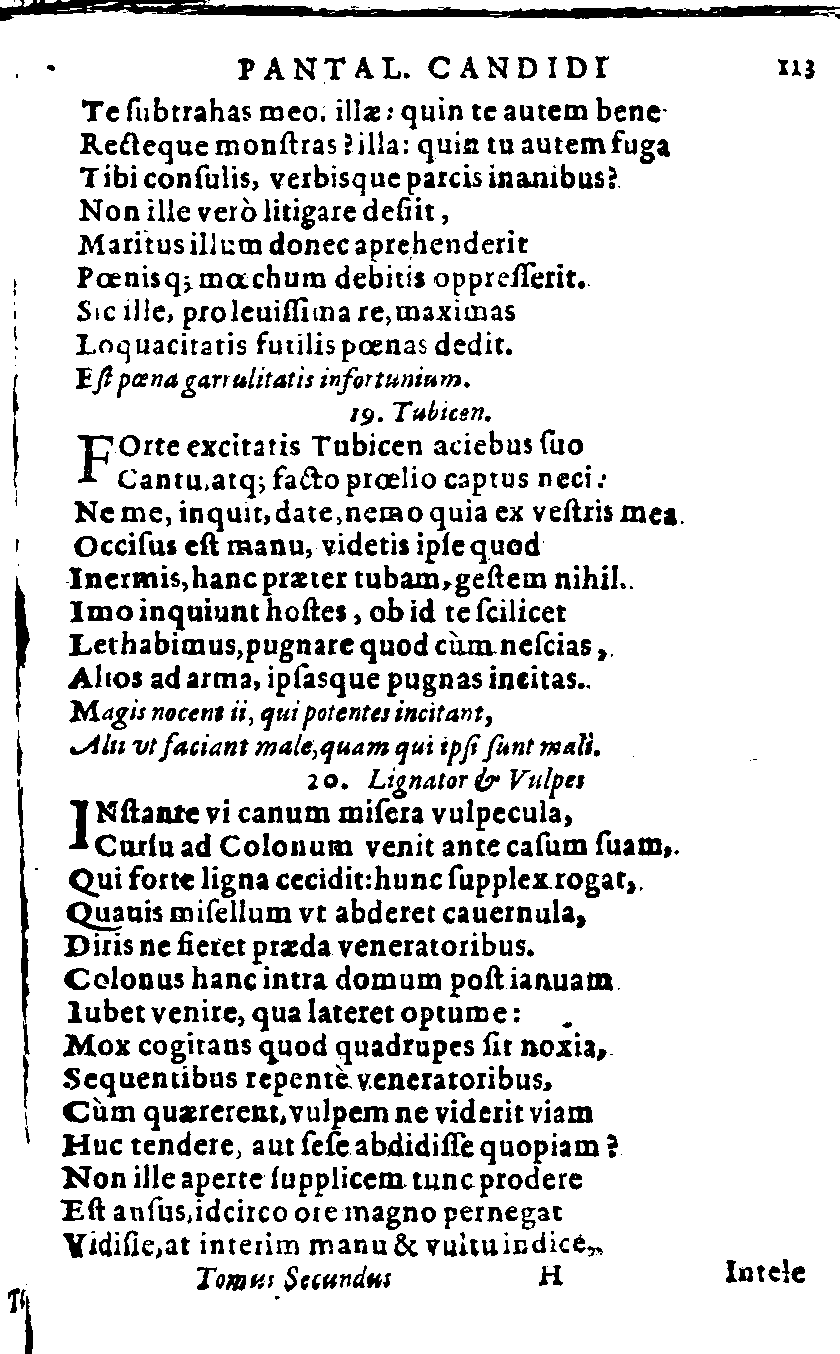 PANTAL. CANDIDI 113
Te ſubtrahas meo. illæ: quin te autem bene
Recteque monſtras? illa: quin tu autem fuga
Tibi conſulis, verbisque parcis inanibus?
Non ille verò litigare deſiit,
Maritus illum donec aprehenderit
Pœnisq; mœchum debitis oppreſſerit.
Sic ille, pro leuiſſima re, maximas
Loquacitatis futilis pœnas dedit.
Eſt pœna garrulitatis infortunium.
19. Tubicen.
FOrte excitatis Tubicen aciebus ſuo
Cantu, atq; facto prœlio captus neci:
Ne me, inquit, date, nemo quia ex veſtris mea
Occiſus eſt manu, videtis ipſe quod
Inermis, hanc præter tubam, geſtem nihil.
Imo inquiunt hoſtes, ob id te ſcilicet
Lethabimus, pugnare quod cùm neſcias,
Alios ad arma, ipſasque pugnas incitas.
Magis nocent ii, qui potentes incitant,
Alii vt faciant male, quam qui ipſi ſunt mali.
20. Lignator & Vulpes
INſtante vi canum miſera vulpecula,
Curſu ad Colonum venit ante caſum ſuam,
Qui forte ligna cecidit: hunc ſupplex rogat,
Quauis miſellum vt abderet cauernula,
Diris ne fieret præda veneratoribus.
Colonus hanc intra domum poſt ianuam
Iubet venire, qua lateret optume:
Mox cogitans quod quadrupes ſit noxia,
Sequentibus repentè veneratoribus,
Cùm quærerent, vulpem ne viderit viam
Huc tendere, aut ſeſe abdidiſſe quopiam?
Non ille aperte ſupplicem tunc prodere
Eſt auſus, idcirco ore magno pernegat
Vidiſſe, at interim manu & vultu indice,
Tomus Secundus H Intele